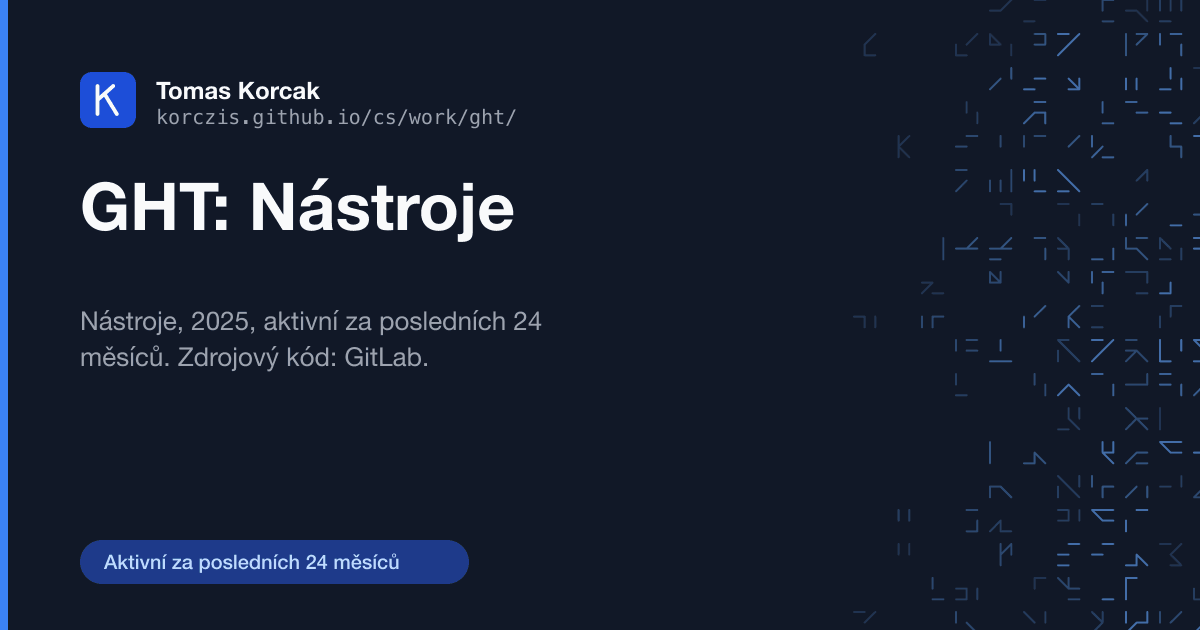 Tomas Korcak
korczis.github.io/cs/work/ght/
GHT: Nástroje
Nástroje, 2025, aktivní za posledních 24
měsíců. Zdrojový kód: GitLab.
Aktivní za posledních 24 měsíců